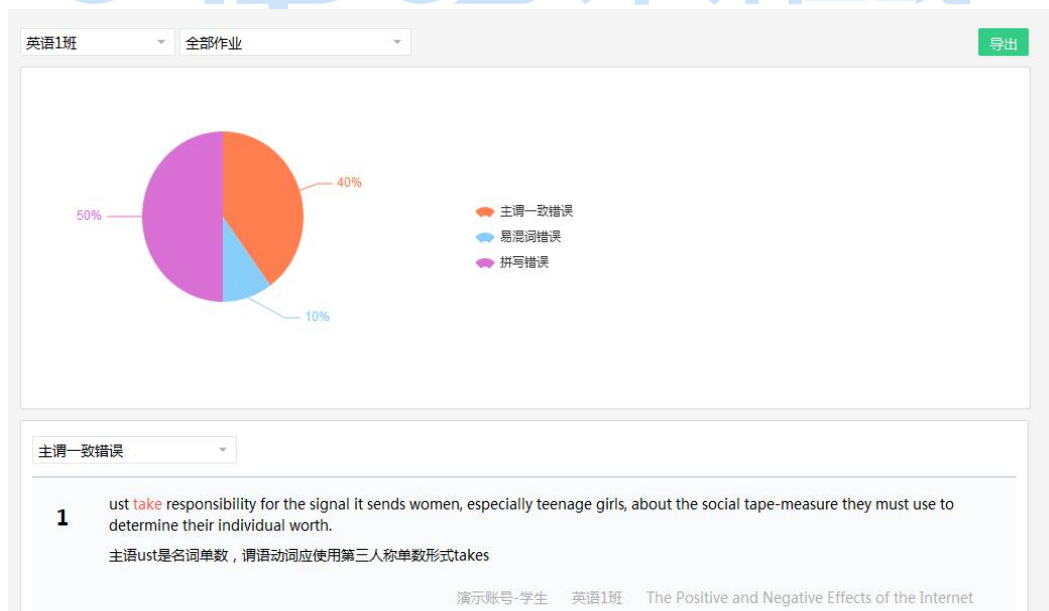 英语1班 全部作业 导出
40%
50%
10%
主谓一致错误
易混词错误
拼写错误
主谓一致错误
1
ust take responsibility for the signal it sends women, especially teenage girls, about the social tape-measure they must use to
determine their individual worth.
主语ust是名词单数，谓语动词应使用第三人称单数形式takes
演示账号-学生 英语1班 The Positive and Negative Effects of the Internet